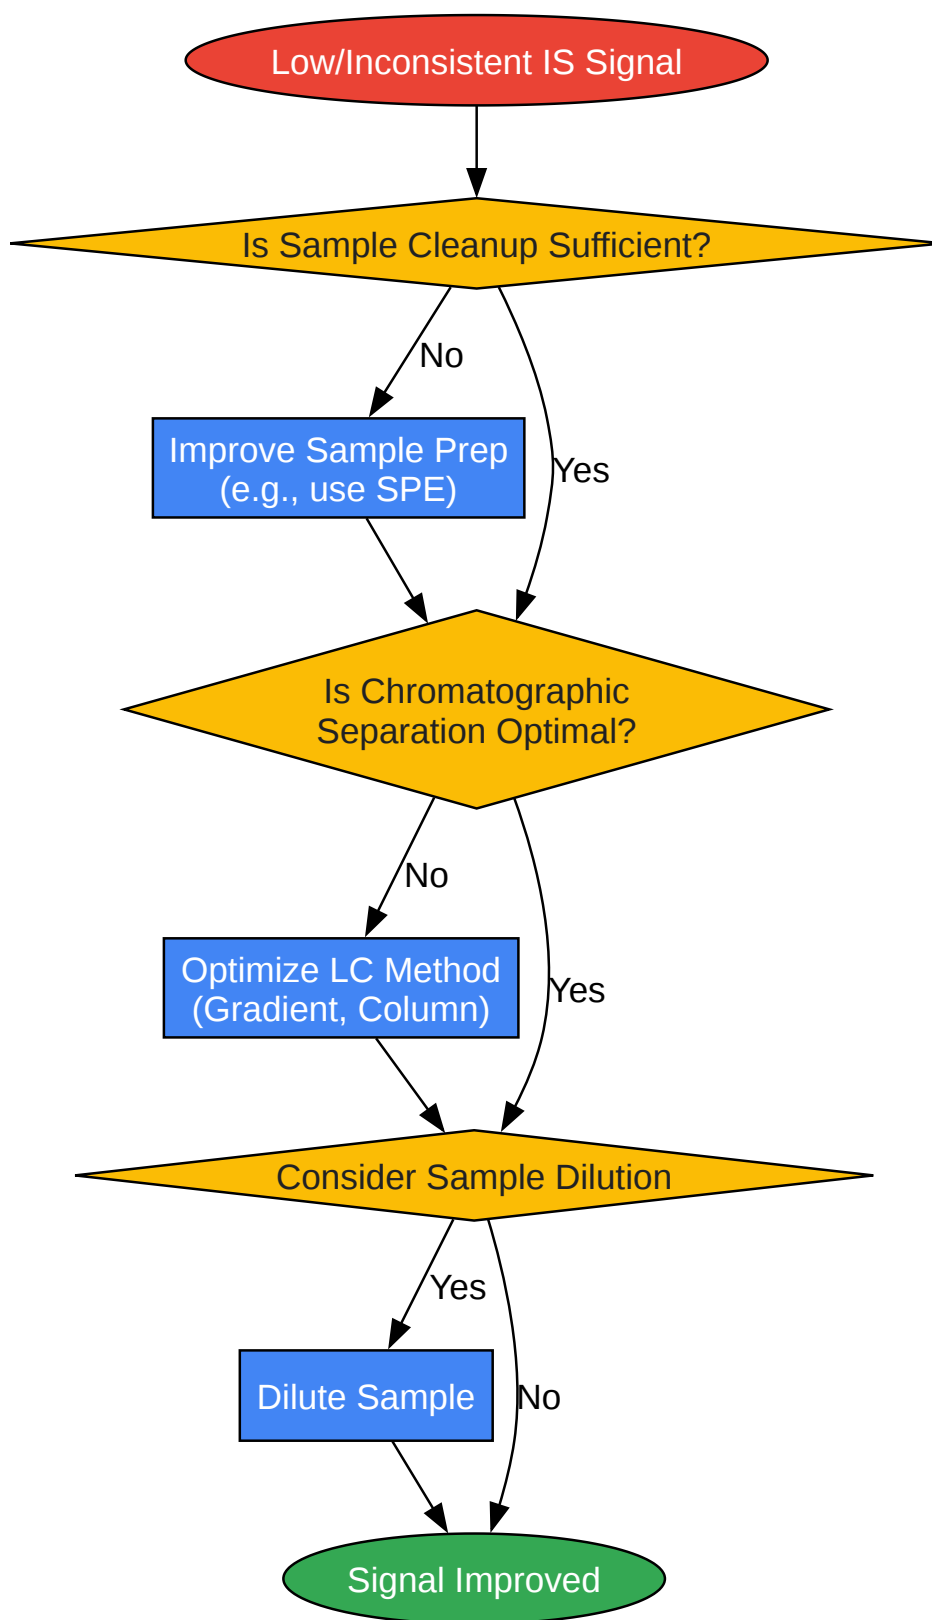 Low/Inconsistent IS Signal
Is Sample Cleanup Sufficient?
No
Improve Sample Prep
(e.g., use SPE)
Yes
Is Chromatographic
Separation Optimal?
No
Optimize LC Method
(Gradient, Column)
Yes
Consider Sample Dilution
Yes
Dilute Sample
No
Signal Improved